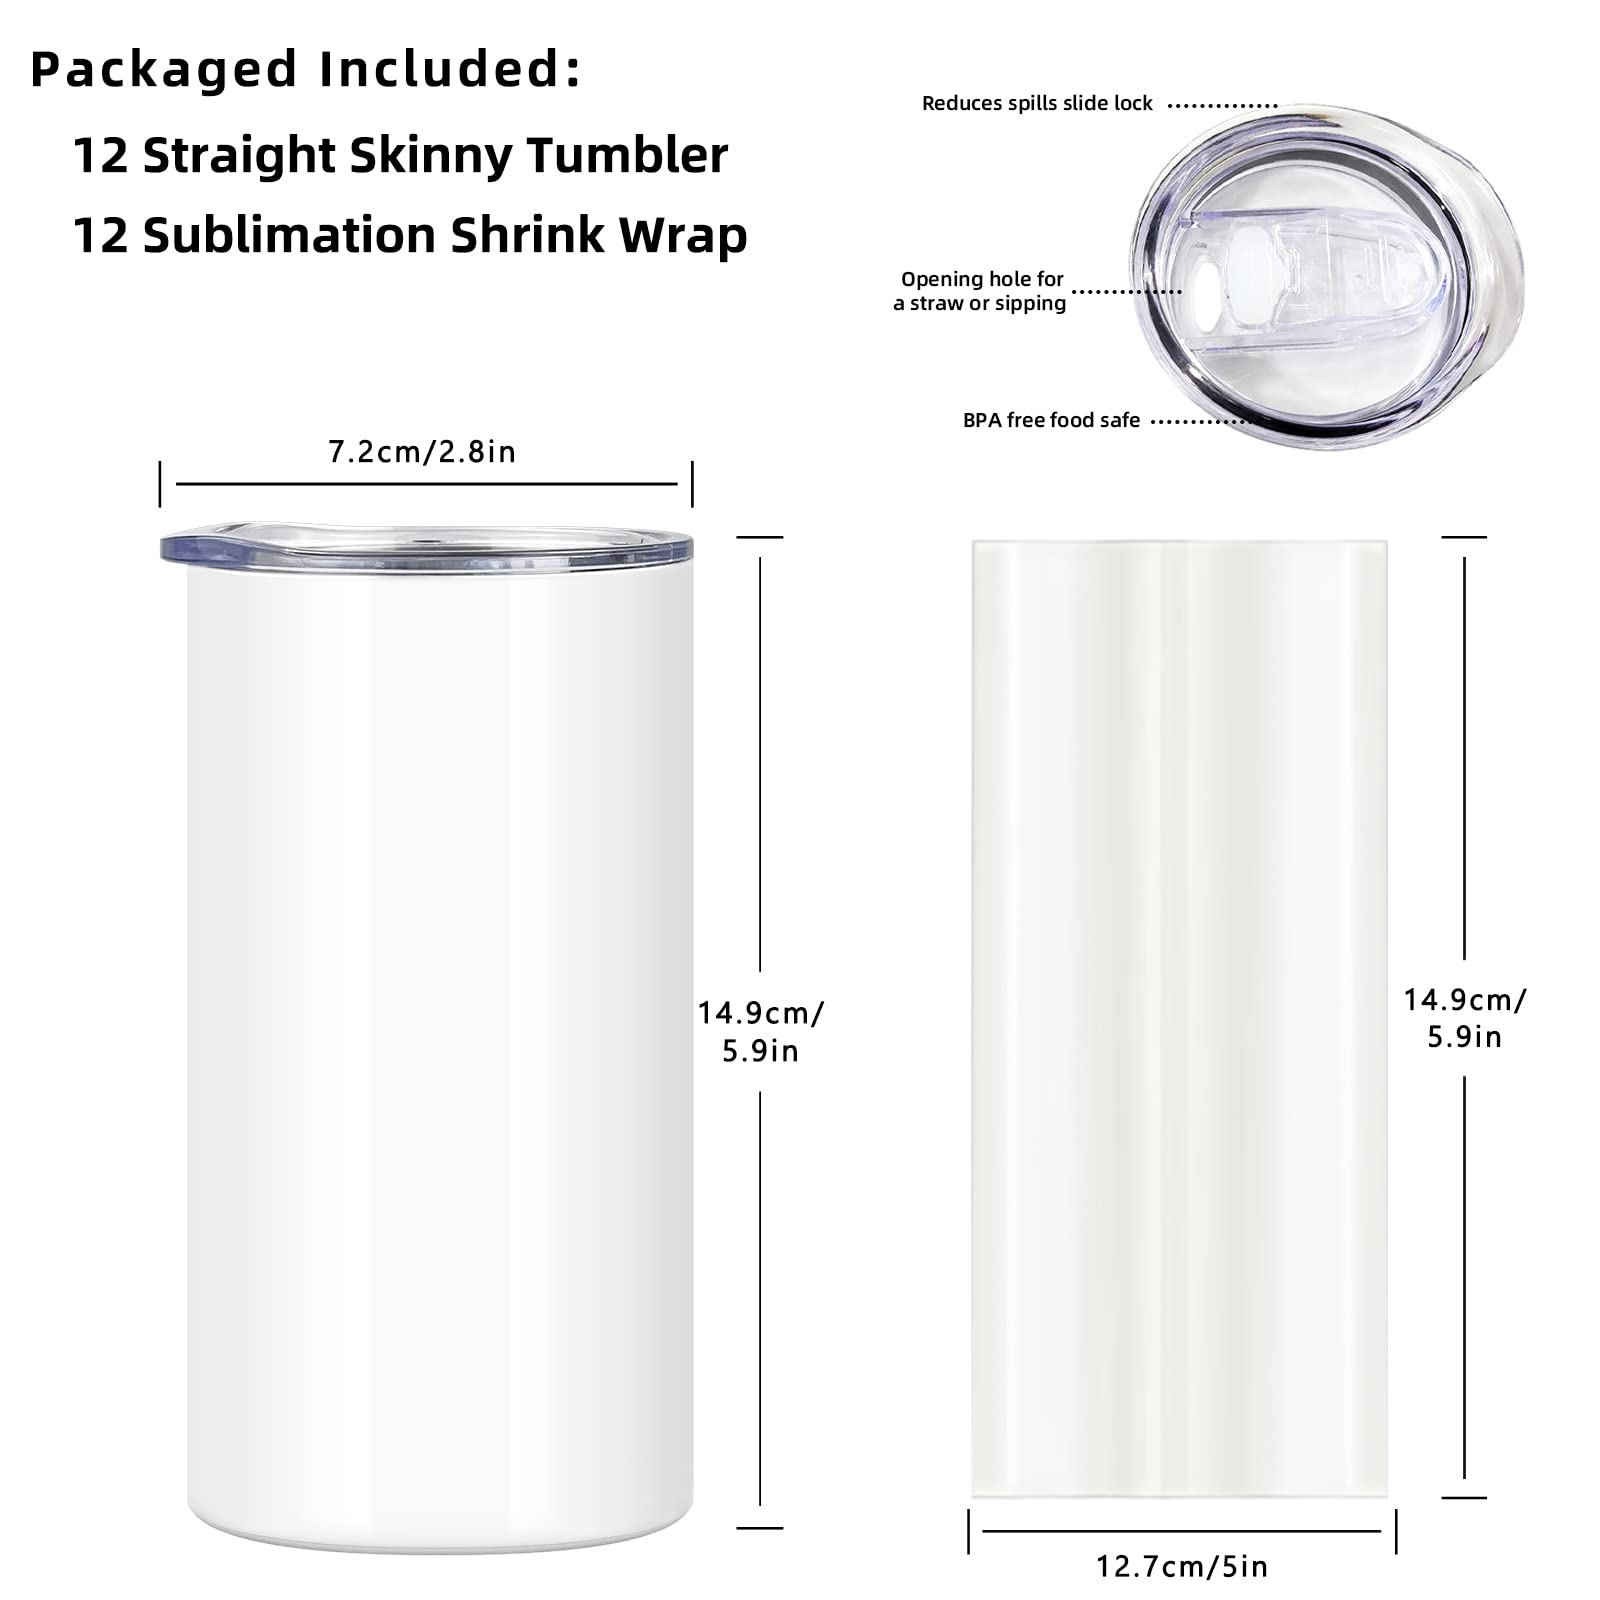 Packaged Included:
12 Straight Skinny Tumbler
12 Sublimation Shrink Wrap
Reduces spills slide lock
Opening hole for
a straw or sipping
BPA free food safe
7.2cm/2.8in
14.9cm/
5.9in
14.9cm/
5.9in
12.7cm/5in